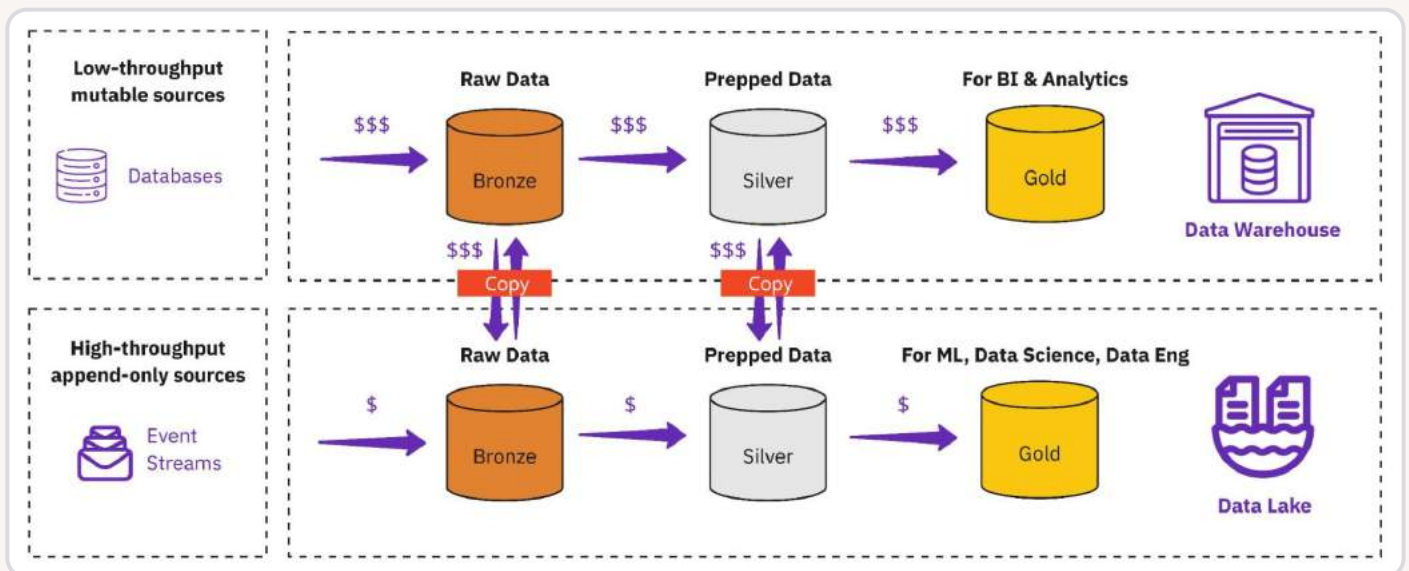 Low-throughput
mutable sources
Databases
Raw Data
Prepped Data
For BI & Analytics
$$$
$$$
$$$
Bronze
Silver
Gold
Data Warehouse
$$$
$$$
Copy
Copy
High-throughput
append-only sources
Event
Streams
Raw Data
Prepped Data
For ML, Data Science, Data Eng
$
$
$
Bronze
Silver
Gold
Data Lake